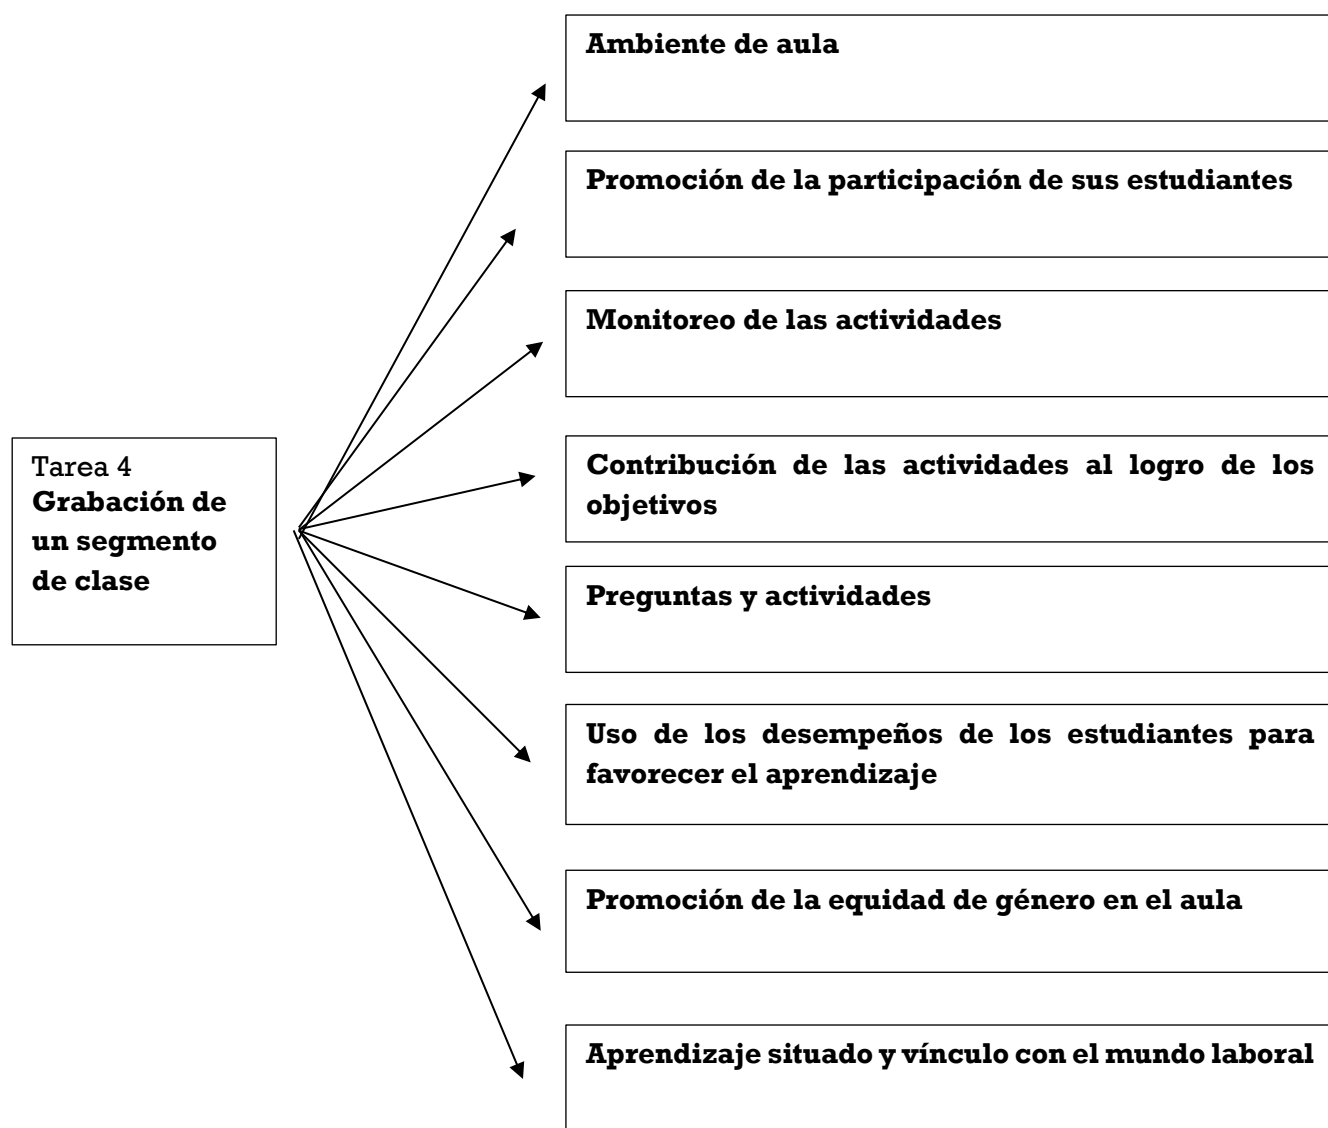 Ambiente de aula
Promoción de la participación de sus estudiantes
Monitoreo de las actividades
Tarea 4
Grabación de
un segmento
de clase
Contribución de las actividades al logro de los
objetivos
Preguntas y actividades
Uso de los desempeños de los estudiantes para
favorecer el aprendizaje
Promoción de la equidad de género en el aula
Aprendizaje situado y vínculo con el mundo laboral